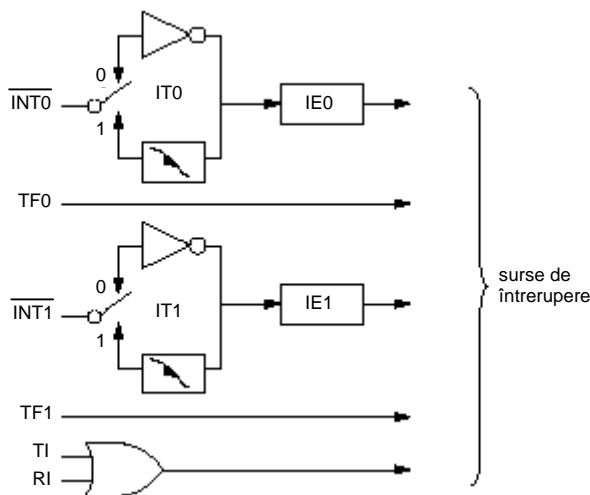 0
IT0
INT0
IE0
1
TF0
0
IT1
INT1
IE1
surse de
întrerupere
1
TF1
TI
RI